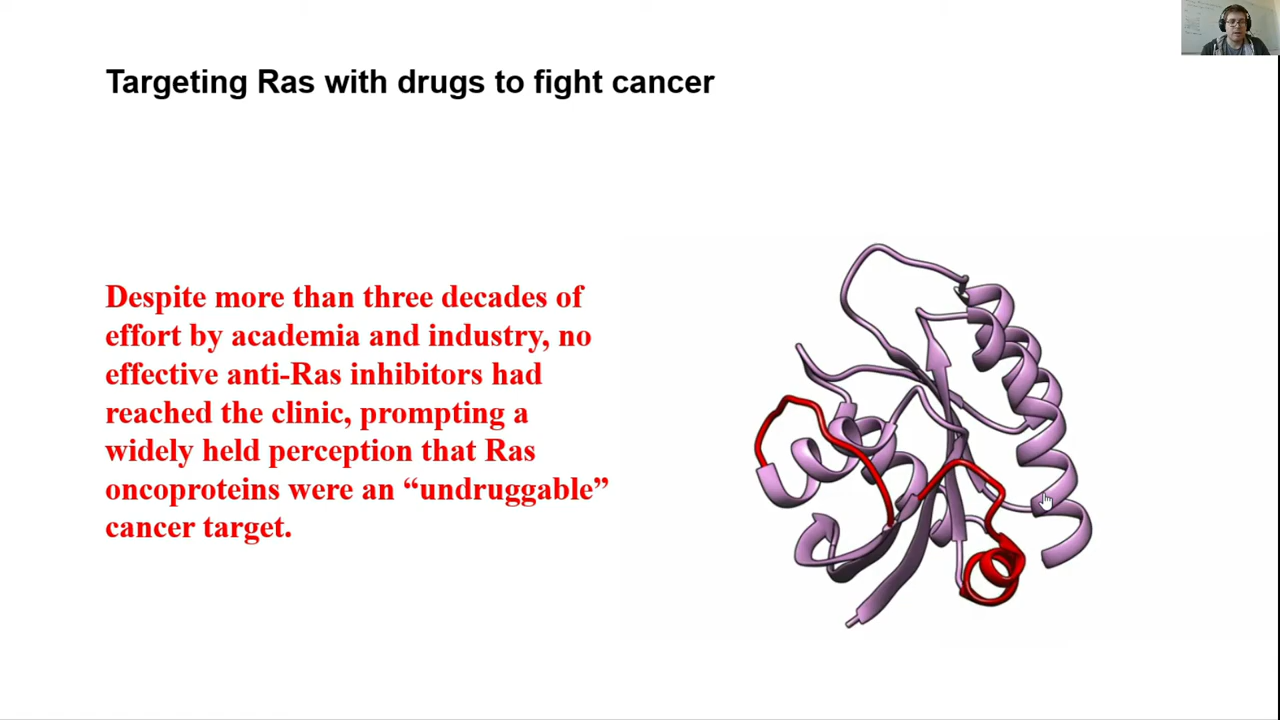 Targeting Ras with drugs to fight cancer
Despite more than three decades of
effort by academia and industry, no
effective anti-Ras inhibitors had
reached the clinic, prompting a
widely held perception that Ras
oncoproteins were an “undruggable”
cancer target.